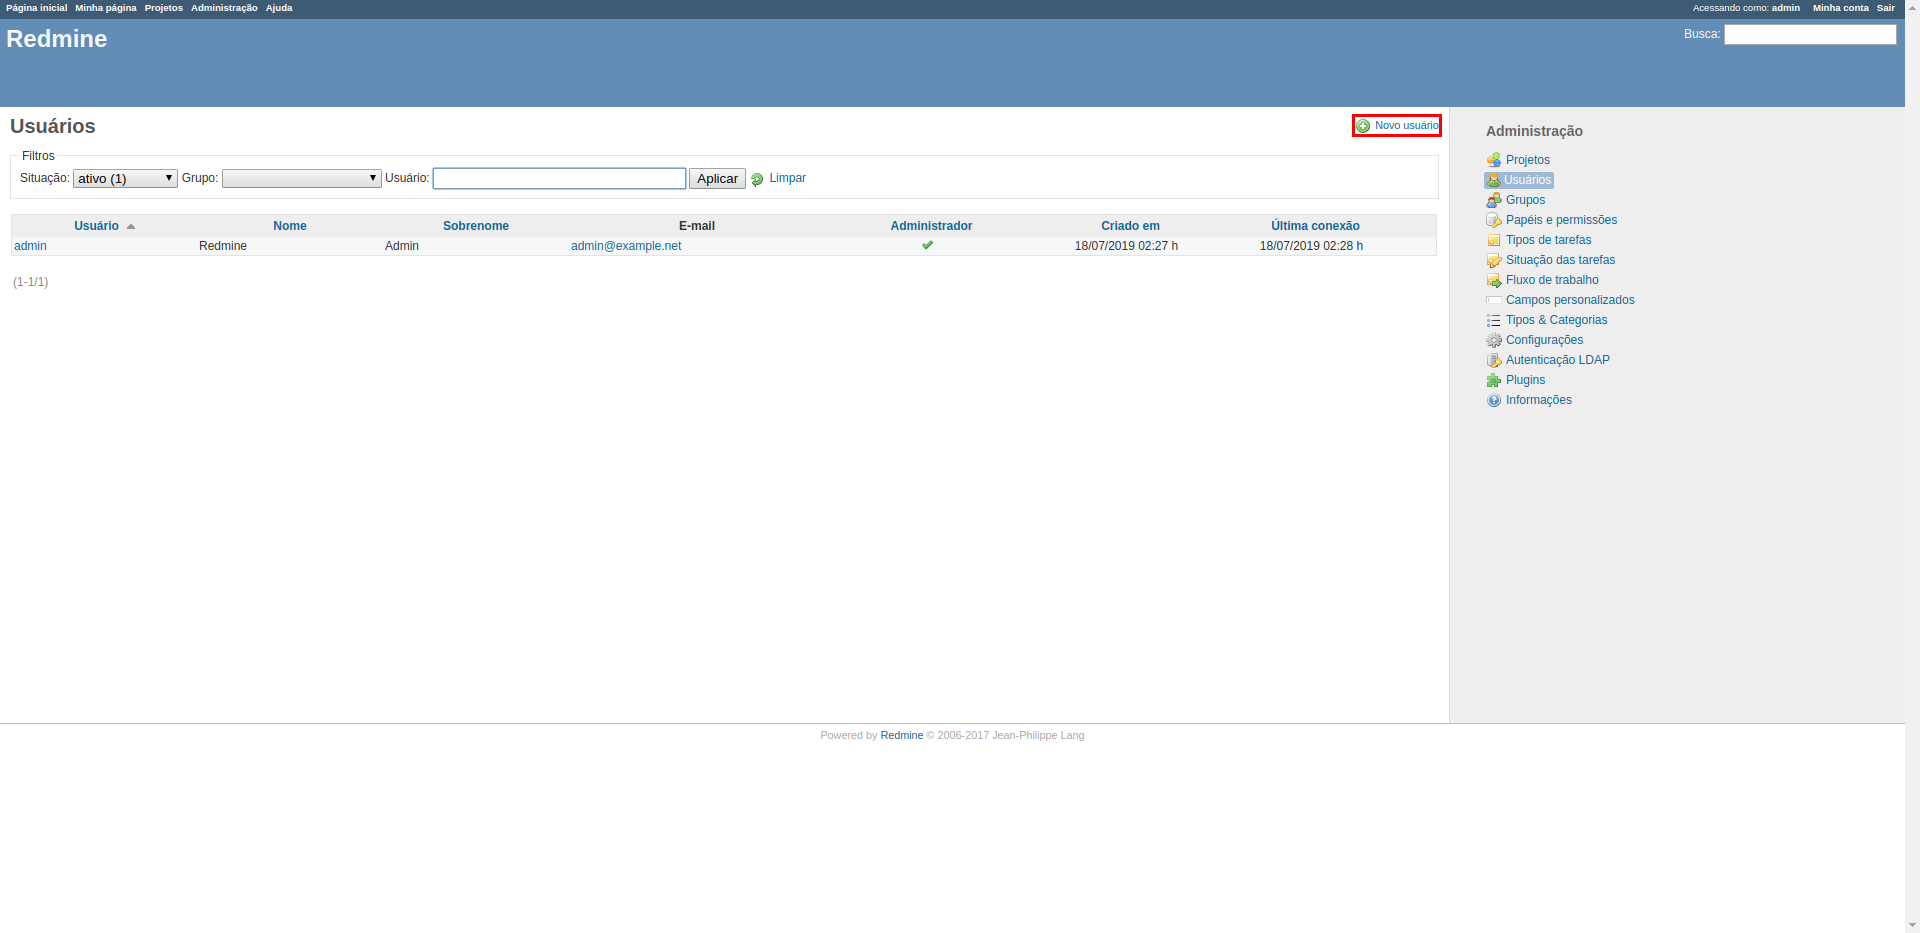 Página inicial Minha página Projetos Administração Ajuda Acessando como: admin Minha conta Sair
Redmine
Busca:
Usuários
Novo usuário
Filtros
Situação: ativo (1) Grupo: Usuário: Aplicar Limpar
Usuário Nome Sobrenome E-mail Administrador Criado em Última conexão
admin Redmine Admin admin@example.net 18/07/2019 02:27 h 18/07/2019 02:28 h
(1-1/1)
Administração
Projetos
Usuários
Grupos
Papéis e permissões
Tipos de tarefas
Situação das tarefas
Fluxo de trabalho
Campos personalizados
Tipos & Categorias
Configurações
Autenticação LDAP
Plugins
Informações
Powered by Redmine © 2006-2017 Jean-Philippe Lang